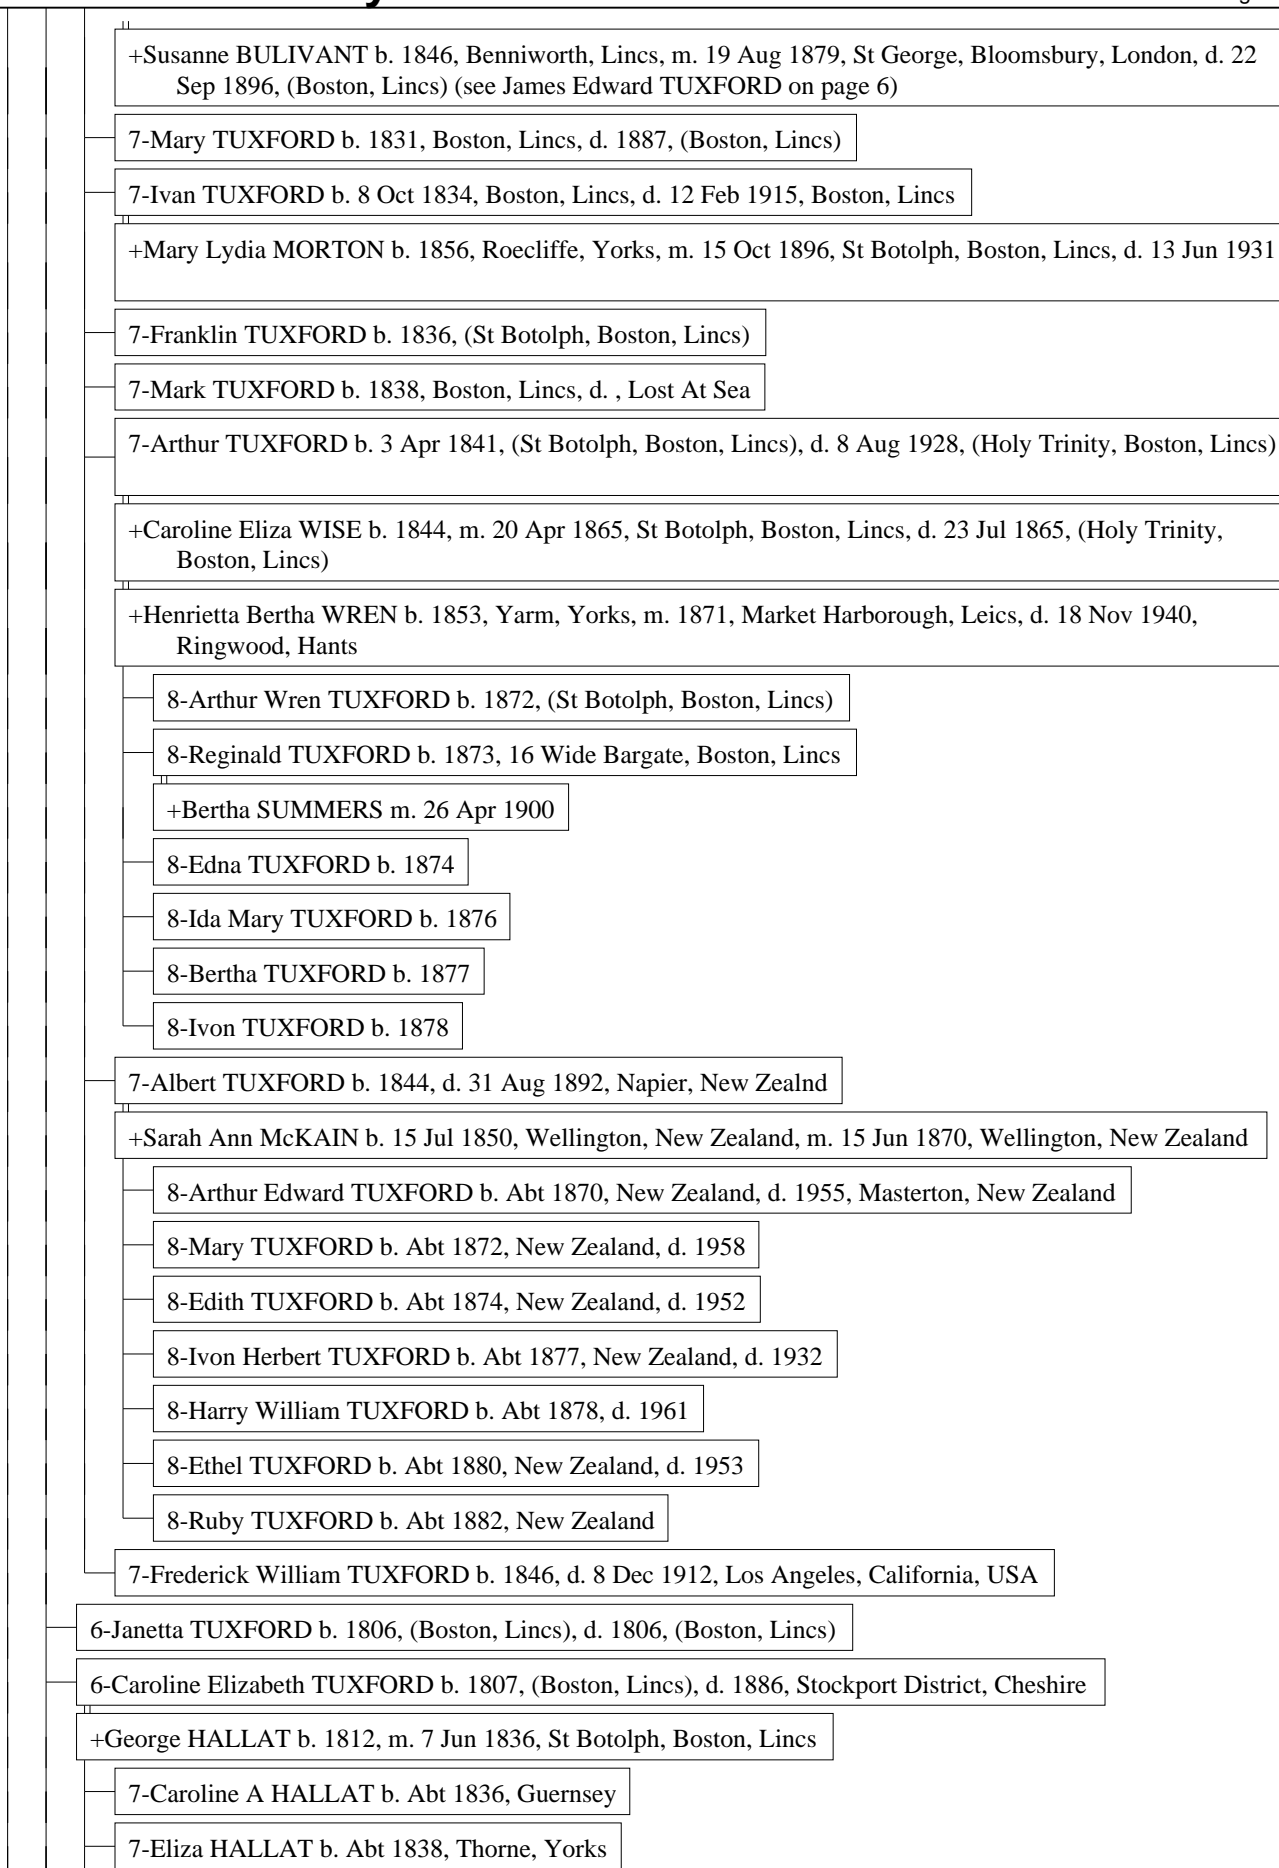 +Susanne BULIVANT b. 1846, Benniworth, Lincs, m. 19 Aug 1879, St George, Bloomsbury, London, d. 22
Sep 1896, (Boston, Lincs) (see James Edward TUXFORD on page 6)
7-Mary TUXFORD b. 1831, Boston, Lincs, d. 1887, (Boston, Lincs)
7-Ivan TUXFORD b. 8 Oct 1834, Boston, Lincs, d. 12 Feb 1915, Boston, Lincs
+Mary Lydia MORTON b. 1856, Roecliffe, Yorks, m. 15 Oct 1896, St Botolph, Boston, Lincs, d. 13 Jun 1931
7-Franklin TUXFORD b. 1836, (St Botolph, Boston, Lincs)
7-Mark TUXFORD b. 1838, Boston, Lincs, d. , Lost At Sea
7-Arthur TUXFORD b. 3 Apr 1841, (St Botolph, Boston, Lincs), d. 8 Aug 1928, (Holy Trinity, Boston, Lincs)
+Caroline Eliza WISE b. 1844, m. 20 Apr 1865, St Botolph, Boston, Lincs, d. 23 Jul 1865, (Holy Trinity,
Boston, Lincs)
+Henrietta Bertha WREN b. 1853, Yarm, Yorks, m. 1871, Market Harborough, Leics, d. 18 Nov 1940,
Ringwood, Hants
8-Arthur Wren TUXFORD b. 1872, (St Botolph, Boston, Lincs)
8-Reginald TUXFORD b. 1873, 16 Wide Bargate, Boston, Lincs
+Bertha SUMMERS m. 26 Apr 1900
8-Edna TUXFORD b. 1874
8-Ida Mary TUXFORD b. 1876
8-Bertha TUXFORD b. 1877
8-Ivon TUXFORD b. 1878
7-Albert TUXFORD b. 1844, d. 31 Aug 1892, Napier, New Zealnd
+Sarah Ann McKAIN b. 15 Jul 1850, Wellington, New Zealand, m. 15 Jun 1870, Wellington, New Zealand
8-Arthur Edward TUXFORD b. Abt 1870, New Zealand, d. 1955, Masterton, New Zealand
8-Mary TUXFORD b. Abt 1872, New Zealand, d. 1958
8-Edith TUXFORD b. Abt 1874, New Zealand, d. 1952
8-Ivon Herbert TUXFORD b. Abt 1877, New Zealand, d. 1932
8-Harry William TUXFORD b. Abt 1878, d. 1961
8-Ethel TUXFORD b. Abt 1880, New Zealand, d. 1953
8-Ruby TUXFORD b. Abt 1882, New Zealand
7-Frederick William TUXFORD b. 1846, d. 8 Dec 1912, Los Angeles, California, USA
6-Janetta TUXFORD b. 1806, (Boston, Lincs), d. 1806, (Boston, Lincs)
6-Caroline Elizabeth TUXFORD b. 1807, (Boston, Lincs), d. 1886, Stockport District, Cheshire
+George HALLAT b. 1812, m. 7 Jun 1836, St Botolph, Boston, Lincs
7-Caroline A HALLAT b. Abt 1836, Guernsey
7-Eliza HALLAT b. Abt 1838, Thorne, Yorks